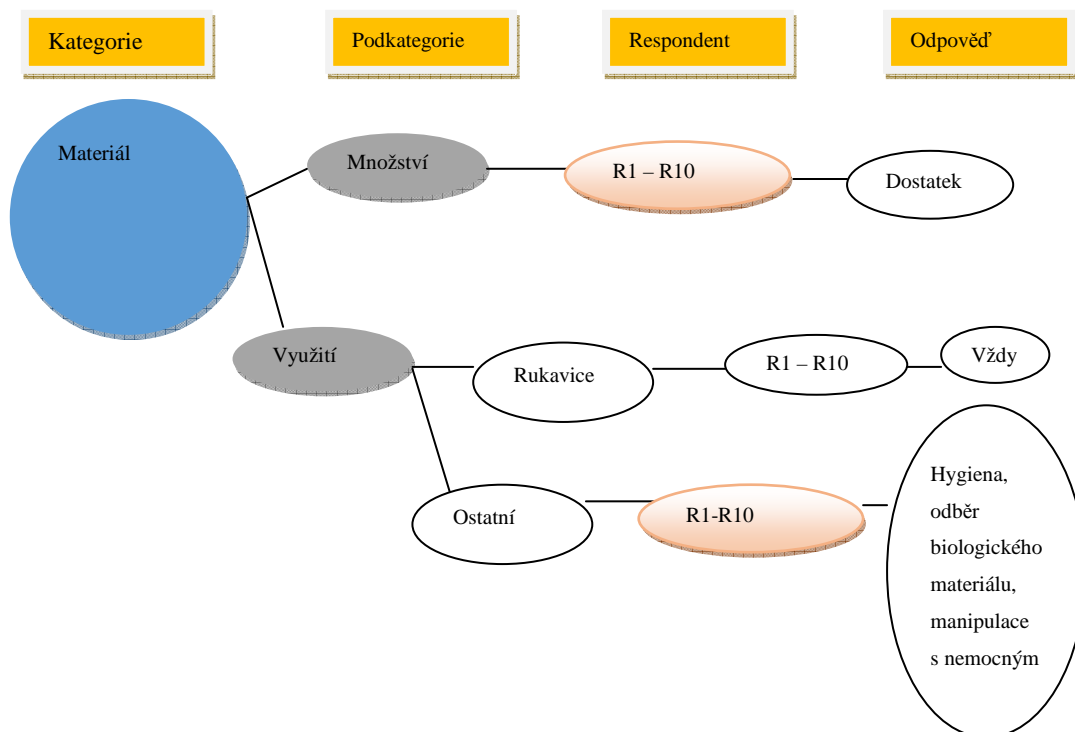 Kategorie
Podkategorie
Respondent
Odpověď
Materiál
Množství
R1 – R10
Dostatek
Využití
Rukavice
R1 – R10
Vždy
Ostatní
R1-R10
Hygiena,
odběr
biologického
materiálu,
manipulace
s nemocným